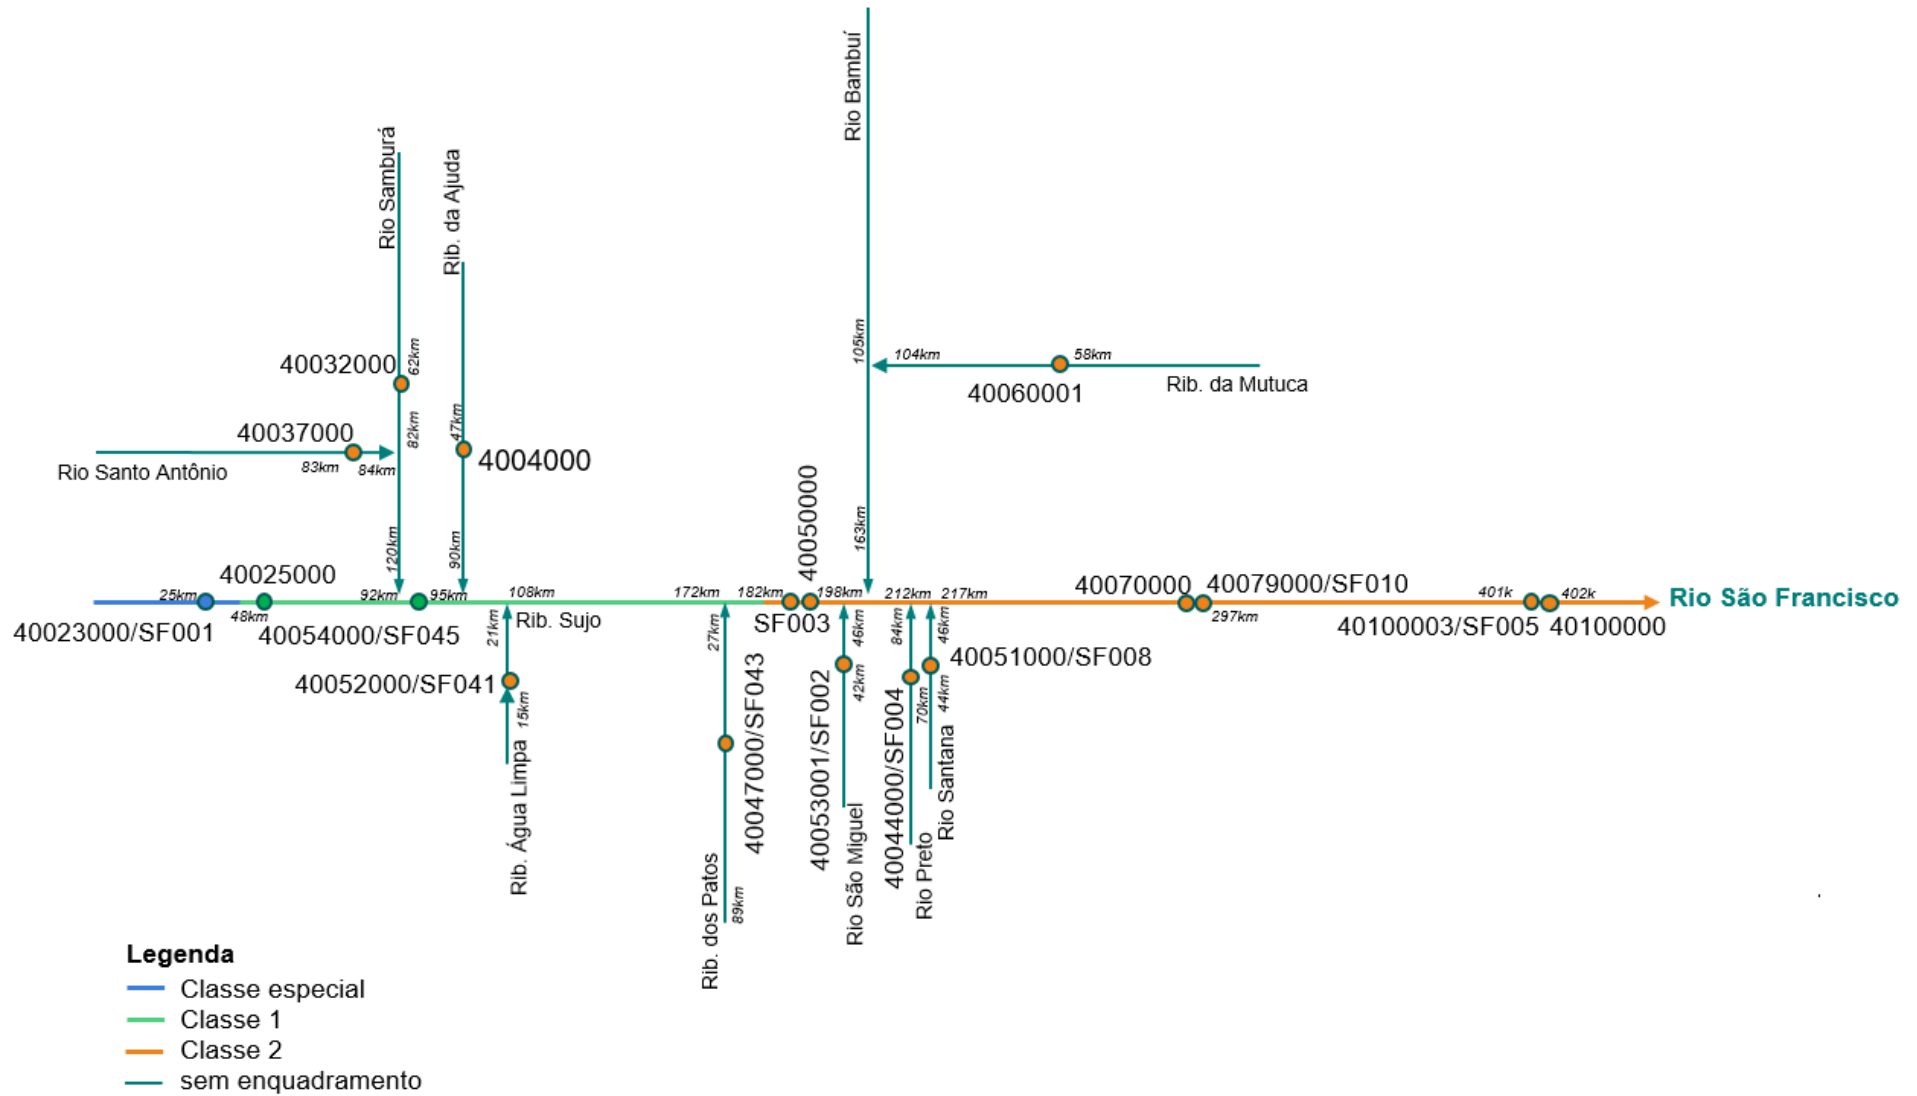 Rio Bambuí
Rio Samburá
Rib. da Ajuda
105km
104km
58km
40060001
Rib. da Mutuca
40032000
62km
82km
40037000
83km
84km
Rio Santo Antônio
47km
4004000
120km
90km
40050000
163km
25km
40025000
48km
40023000/SF001
92km
95km
40054000/SF045
108km
Rib. Sujo
21km
172km
27km
182km
SF003
198km
46km
212km
84km
217km
46km
40070000
40079000/SF010
297km
401k
402k
40100003/SF005
40100000
Rio São Francisco
40052000/SF041
15km
Rib. Água Limpa
40047000/SF043
Rib. dos Patos
89km
40053001/SF002
42km
Rio São Miguel
40044000/SF004
70km
Rio Preto
40051000/SF008
44km
Rio Santana
Legenda
Classe especial
Classe 1
Classe 2
sem enquadramento